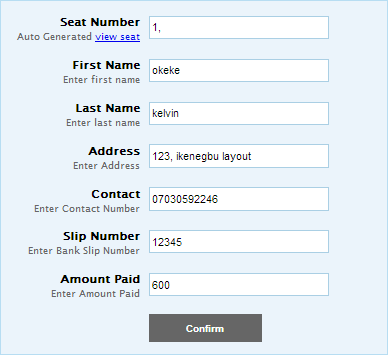 Seat Number
1,
Auto Generated view seat
First Name
okeke
Enter first name
Last Name
kelvin
Enter last name
Address
123, ikenegbu layout
Enter Address
Contact
07030592246
Enter Contact Number
Slip Number
12345
Enter Bank Slip Number
Amount Paid
600
Enter Amount Paid
Confirm